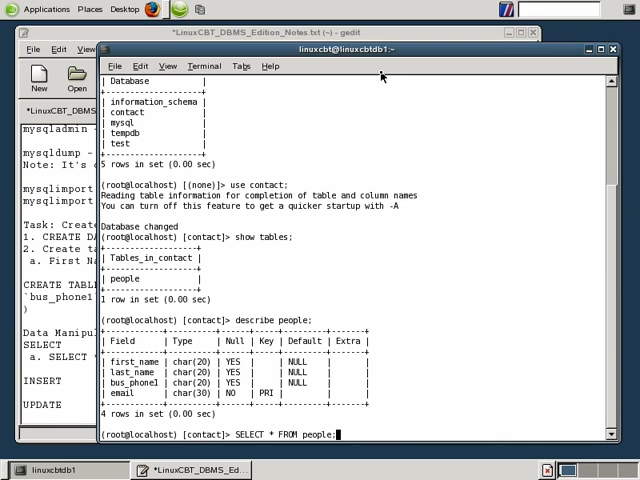 Applications Places Desktop
*LinuxCBT_DBMS_Edition_Notes.txt (~) - gedit
File Edit
New Open
*LinuxCBT_DBMS
mysqladmin -
mysqldump -
Note: It's
mysqlimport
mysqlimport
Task: Create
1. CREATE DA
2. Create ta
a. First Na
CREATE TABL
`bus_phone1`
)
Data Manipul
SELECT
a. SELECT
INSERT
UPDATE
linuxcbt@linuxcbtdb1:~
File Edit View Terminal Tabs Help
| Database |
+--------------------+
| information_schema |
| contact |
| mysql |
| tempdb |
| test |
+--------------------+
5 rows in set (0.00 sec)
(root@localhost) [(none)]> use contact;
Reading table information for completion of table and column names
You can turn off this feature to get a quicker startup with -A
Database changed
(root@localhost) [contact]> show tables;
+-------------------+
| Tables_in_contact |
+-------------------+
| people |
+-------------------+
1 row in set (0.00 sec)
(root@localhost) [contact]> describe people;
+------------+----------+------+-----+---------+-------+
| Field | Type | Null | Key | Default | Extra |
+------------+----------+------+-----+---------+-------+
| first_name | char(20) | YES | | NULL | |
| last_name | char(20) | YES | | NULL | |
| bus_phone1 | char(20) | YES | | NULL | |
| email | char(30) | NO | PRI | | |
+------------+----------+------+-----+---------+-------+
4 rows in set (0.00 sec)
(root@localhost) [contact]> SELECT * FROM people;
linuxcbtdb1
*LinuxCBT_DBMS_Ed...